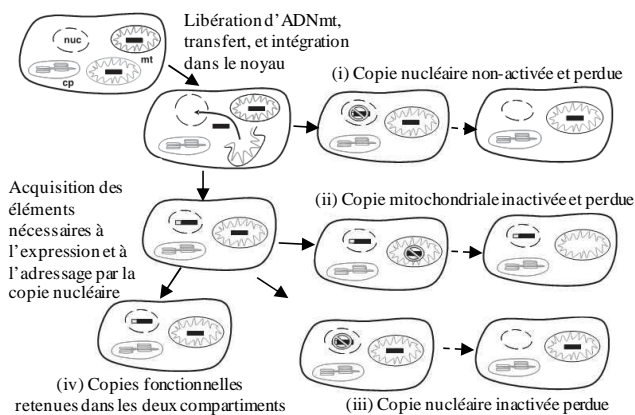 nuc
mt
cp
Libération d’ADNmt,
transfert, et intégration
dans le noyau
(i) Copie nucléaire non-activée et perdue
Acquisition des
éléments
nécessaires à
l’expression et à
l’adressage par la
copie nucléaire
(ii) Copie mitochondriale inactivée et perdue
(iv) Copies fonctionnelles
retenues dans les deux compartiments
(iii) Copie nucléaire inactivée perdue